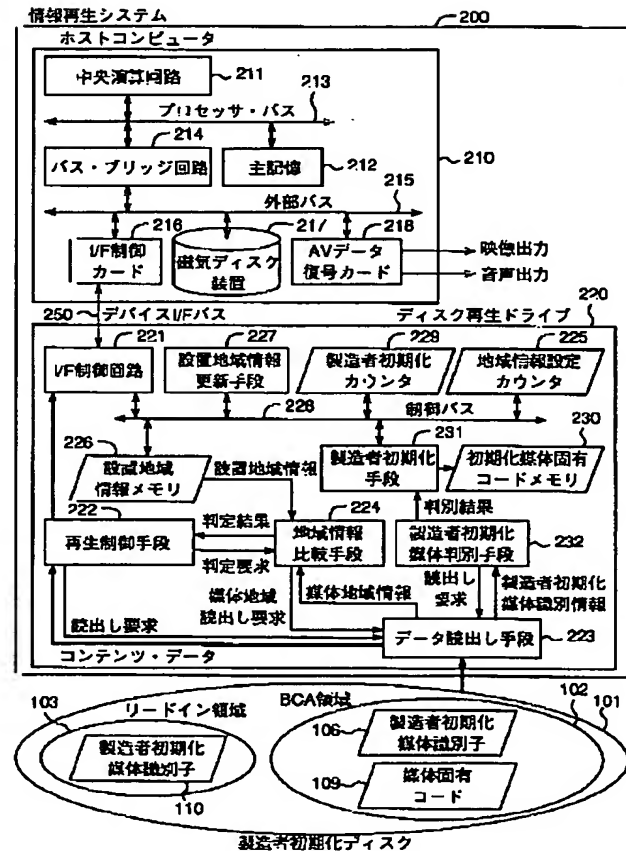 情報再生システム
200
ホストコンピュータ
中央演算回路
211
213
プロセッサ・バス
214
バス・ブリッジ回路
主記憶
212
210
外部バス
215
216
217
218
I/F制御
カード
磁気ディスク
装置
AVデータ
復号カード
映像出力
音声出力
250
デバイスI/Fバス
ディスク再生ドライブ
220
221
227
229
225
I/F制御回路
設置地域情報
更新手段
製造者初期化
カウンタ
地域情報設定
カウンタ
228
制御バス
226
231
230
設置地域
情報メモリ
設置地域情報
製造者初期化
手段
初期化媒体固有
コードメモリ
222
判定結果
224
判別結果
再生制御手段
地域情報
比較手段
製造者初期化
媒体判別手段
232
判定要求
媒体地域
読出し要求
媒体地域情報
読出し
要求
製造者初期化
媒体識別情報
読出し要求
データ読出し手段
223
コンテンツ・データ
103
リードイン領域
BCA領域
102
101
製造者初期化
媒体識別子
110
106
製造者初期化
媒体識別子
109
媒体固有
コード
製造者初期化ディスク